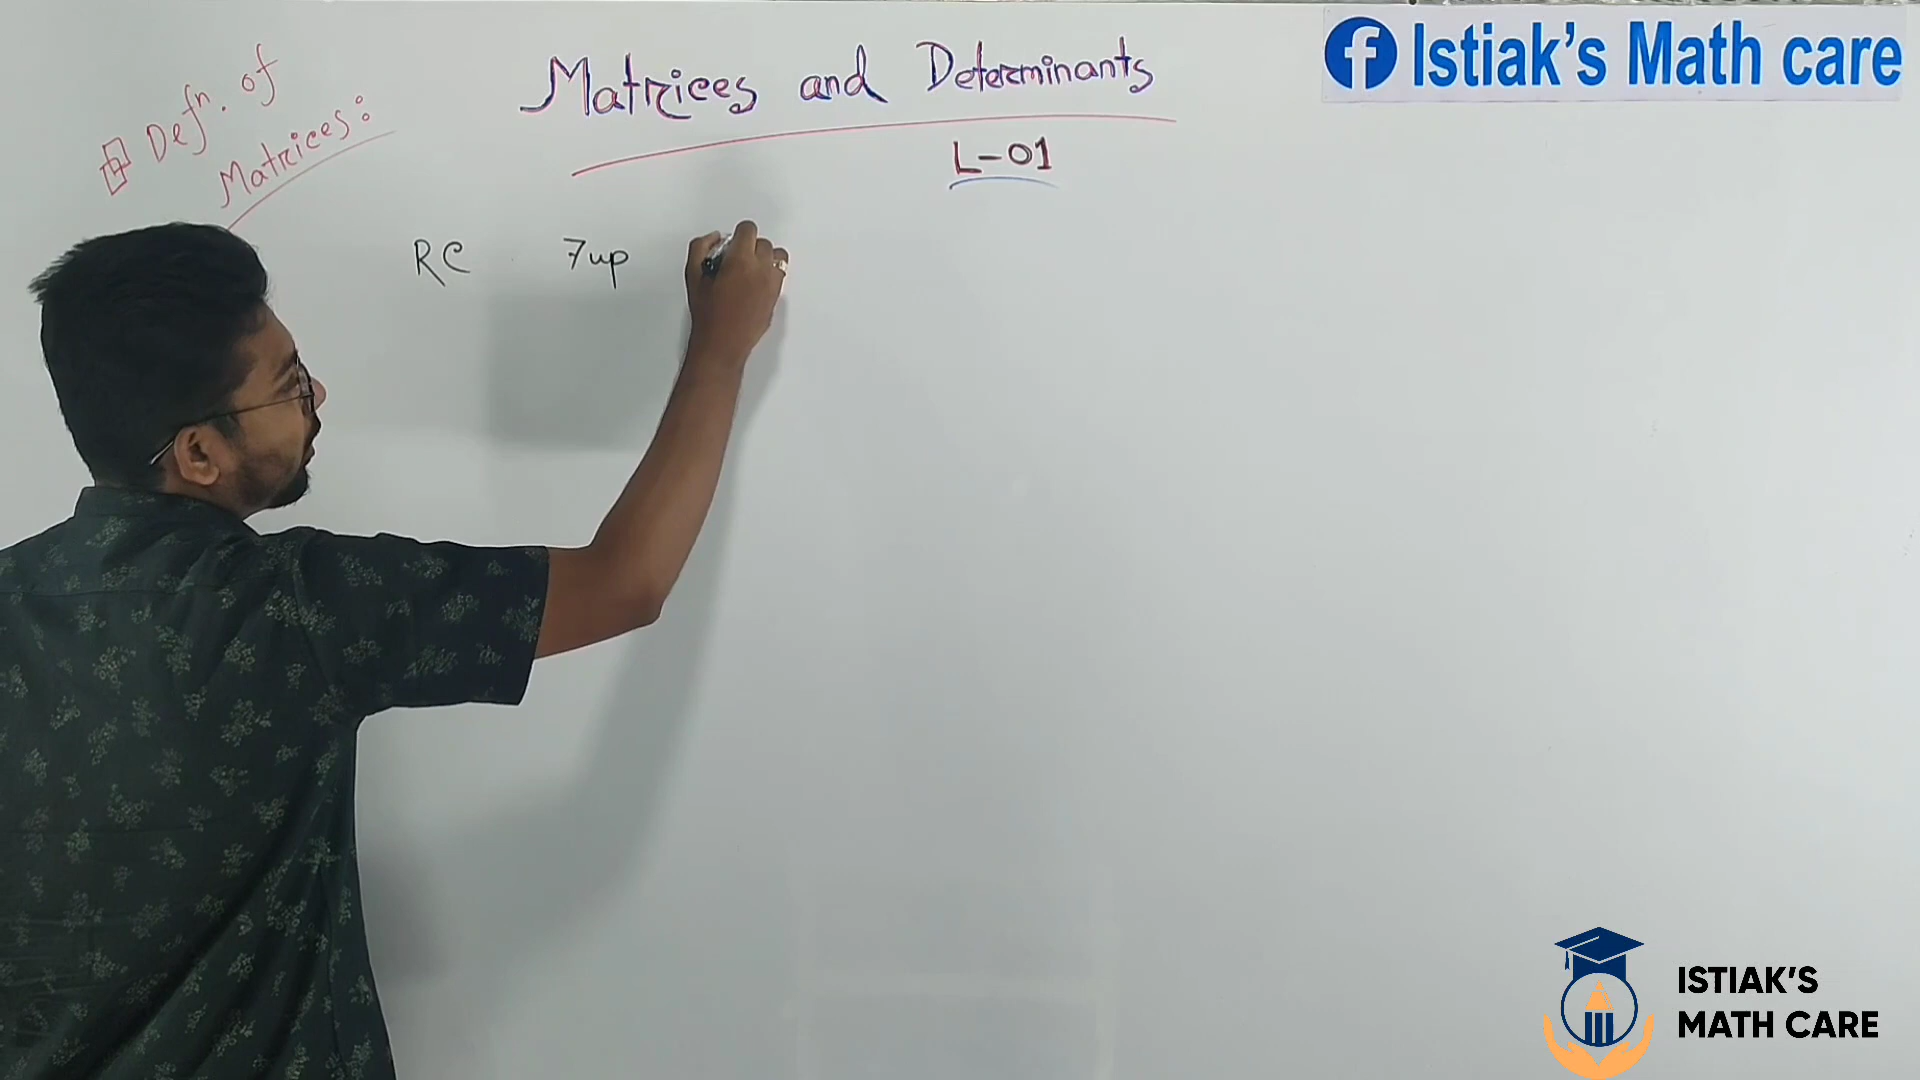 Matrices and Determinants
L-01
Defn. of
Matrices:
RC 7up
Istiak's Math care
ISTIAK'S
MATH CARE